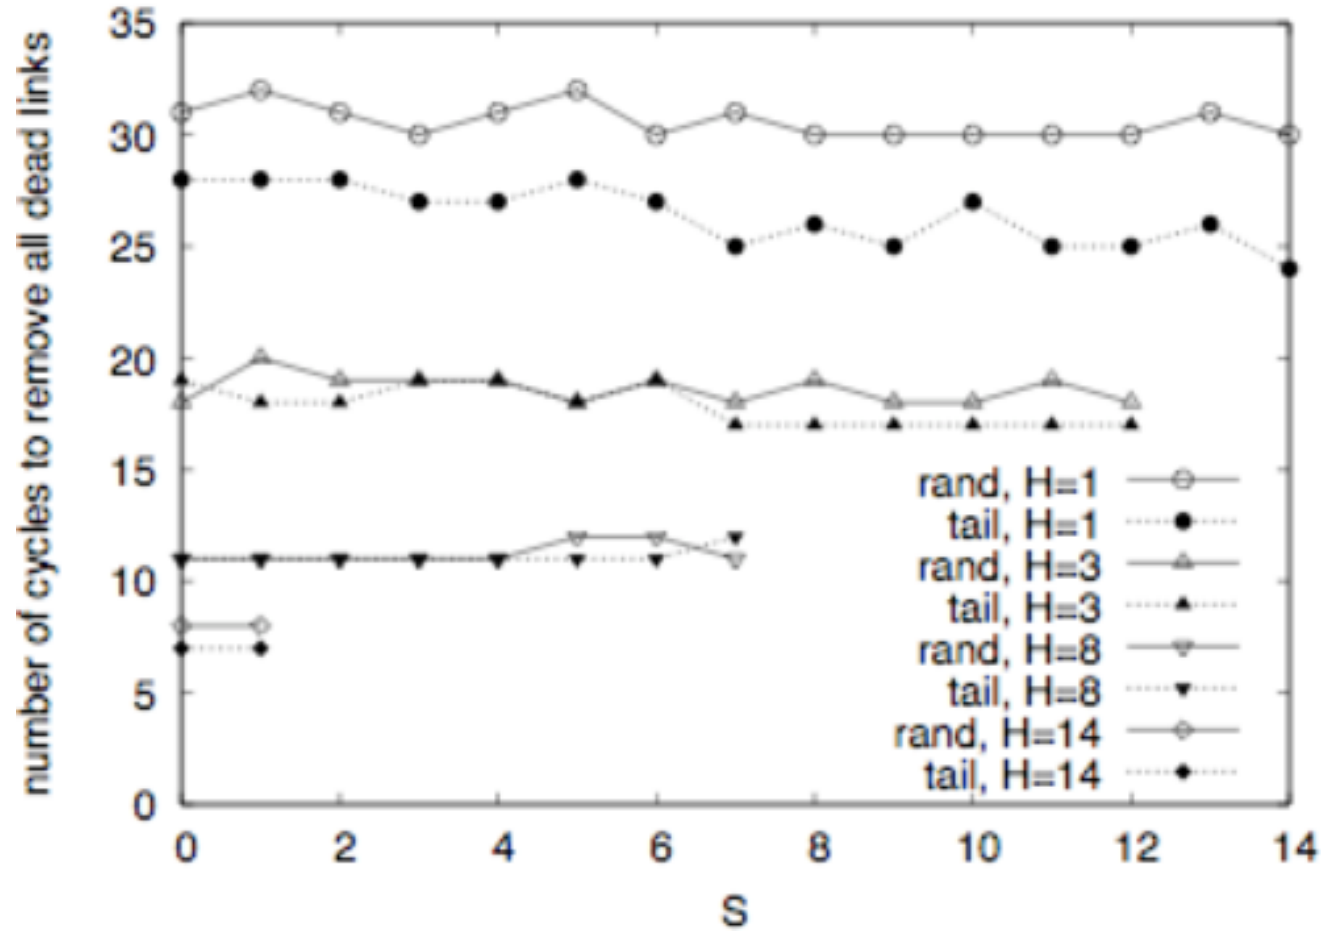 number of cycles to remove all dead links
35
30
25
20
15
10
5
0
rand, H=1
tail, H=1
rand, H=3
tail, H=3
rand, H=8
tail, H=8
rand, H=14
tail, H=14
0 2 4 6 8 10 12 14
S